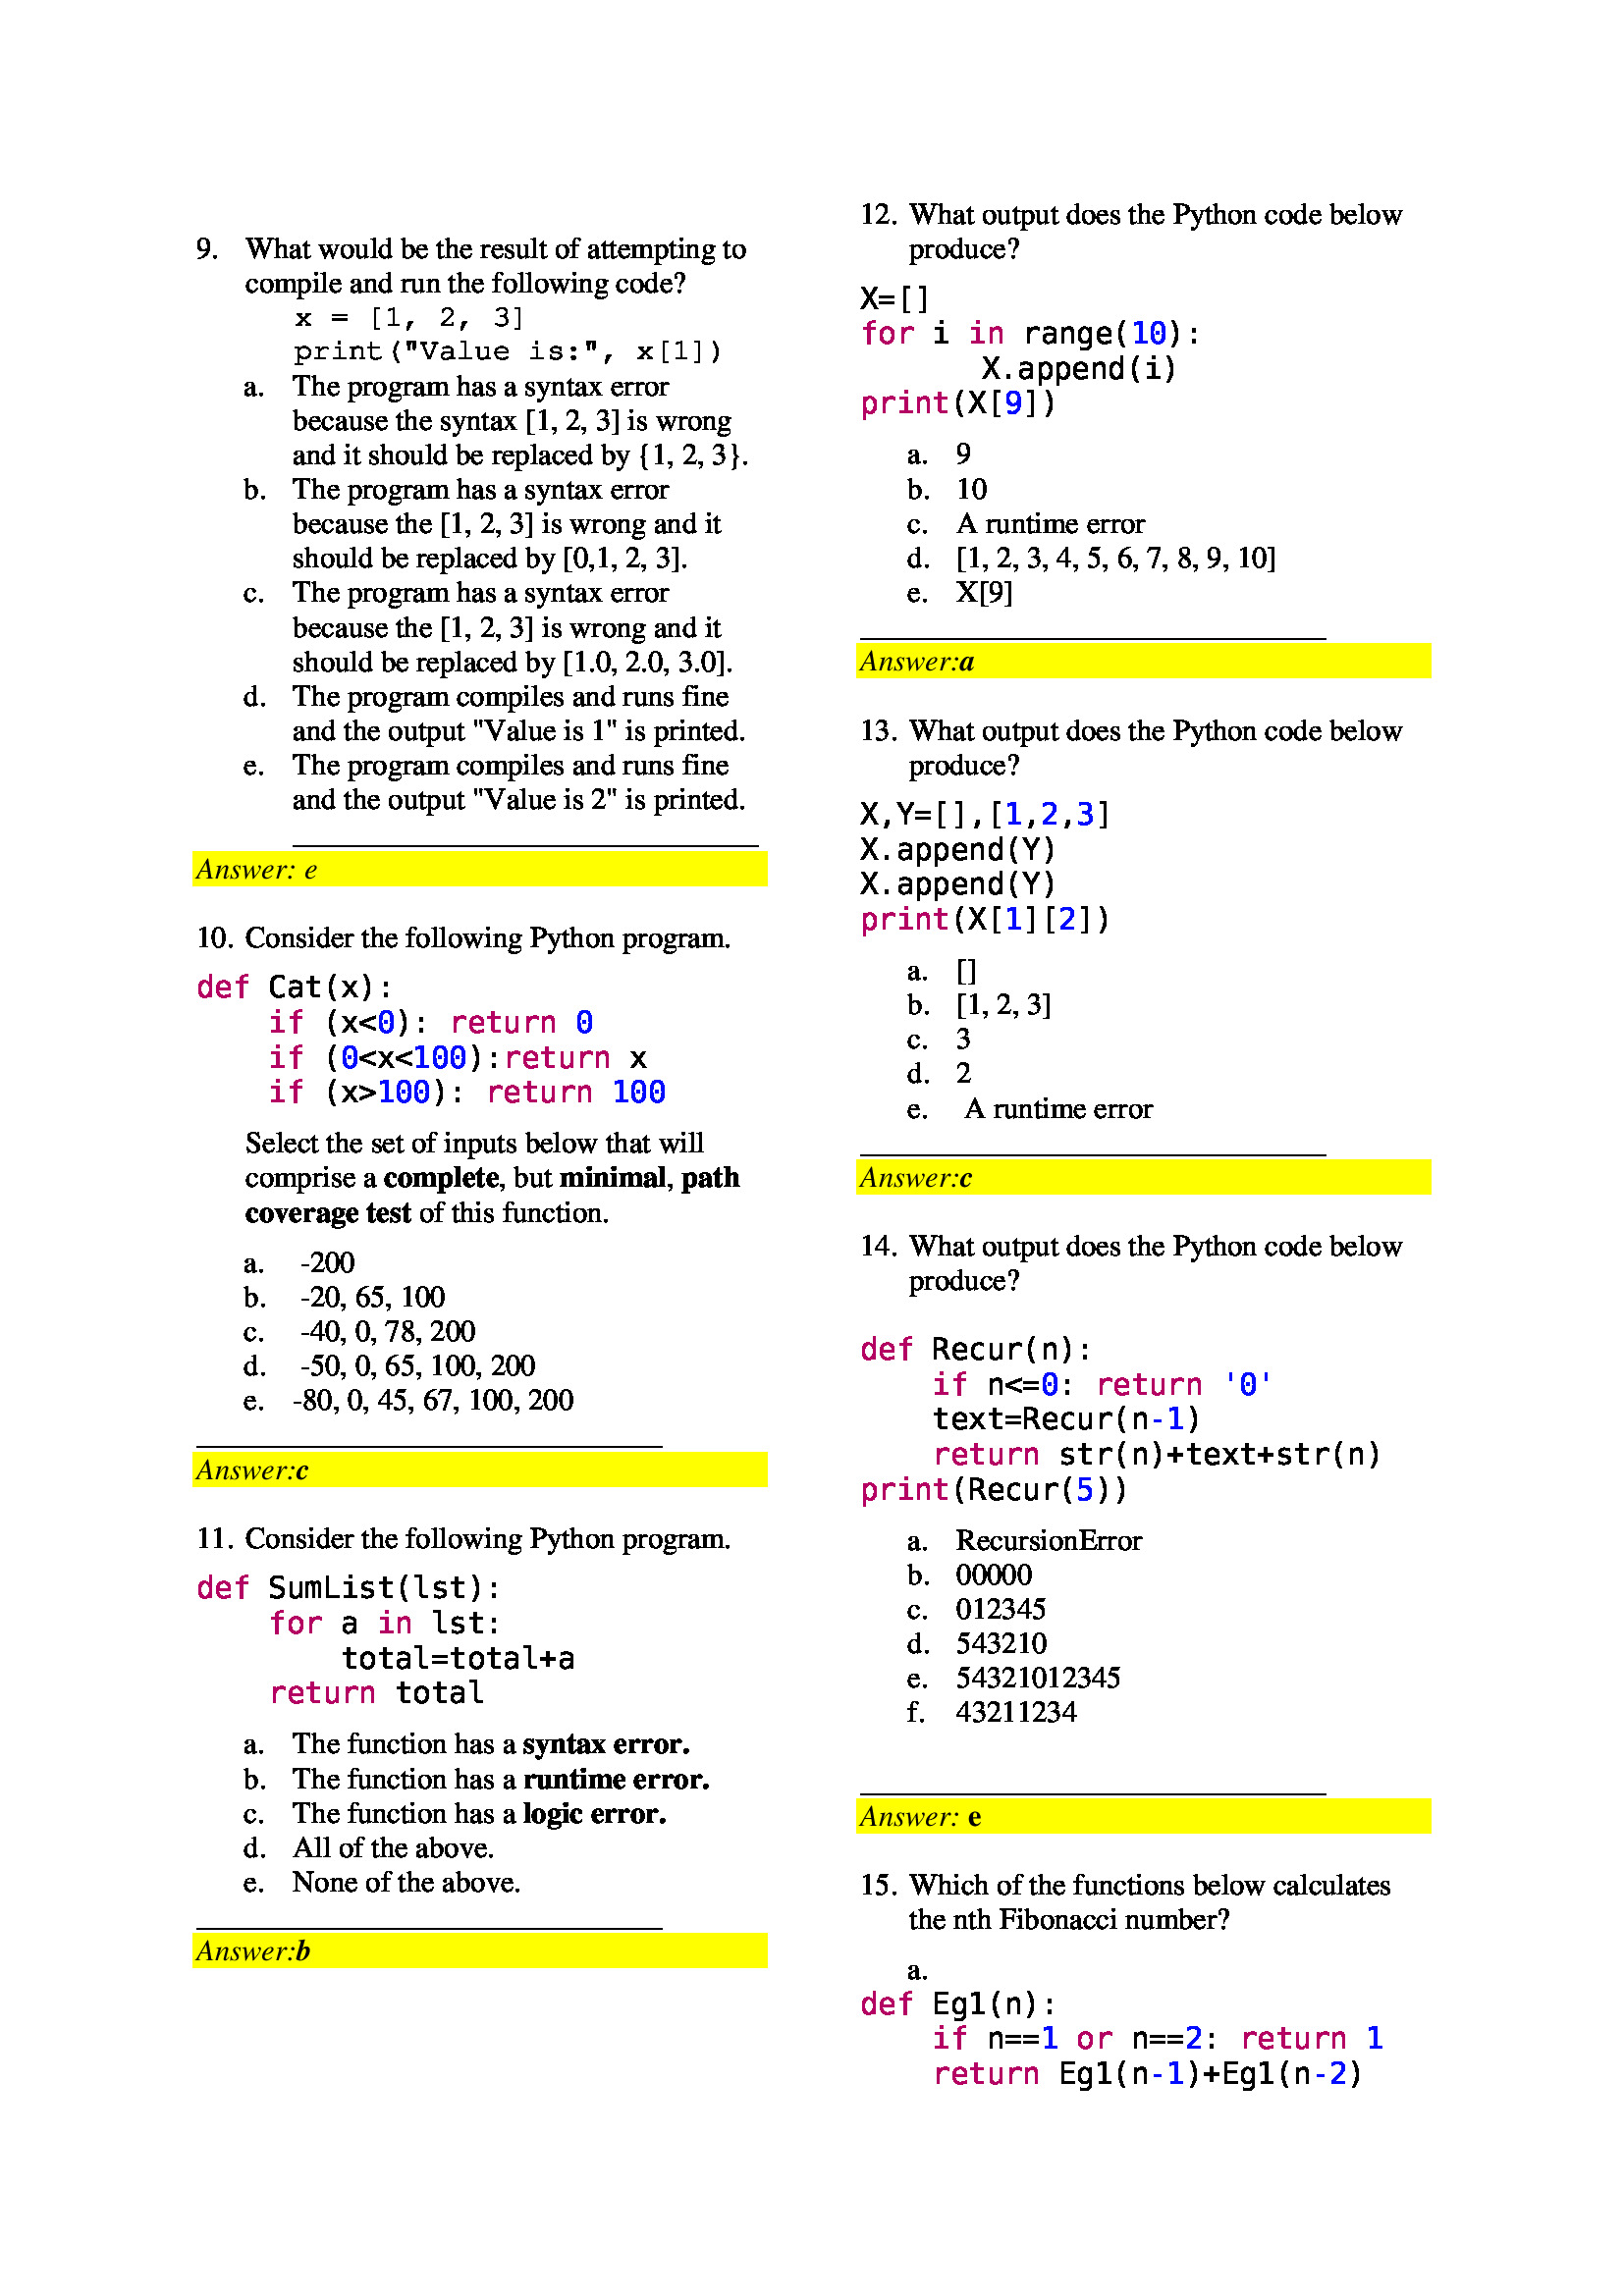 9. What would be the result of attempting to
compile and run the following code?
x = [1, 2, 3]
print("Value is:", x[1])
a. The program has a syntax error
because the syntax [1, 2, 3] is wrong
and it should be replaced by {1, 2, 3}.
b. The program has a syntax error
because the [1, 2, 3] is wrong and it
should be replaced by [0,1, 2, 3].
c. The program has a syntax error
because the [1, 2, 3] is wrong and it
should be replaced by [1.0, 2.0, 3.0].
d. The program compiles and runs fine
and the output "Value is 1" is printed.
e. The program compiles and runs fine
and the output "Value is 2" is printed.
Answer: e
10. Consider the following Python program.
def Cat(x):
    if (x<0): return 0
    if (0<x<100):return x
    if (x>100): return 100
Select the set of inputs below that will
comprise a complete, but minimal, path
coverage test of this function.
a. -200
b. -20, 65, 100
c. -40, 0, 78, 200
d. -50, 0, 65, 100, 200
e. -80, 0, 45, 67, 100, 200
Answer:c
11. Consider the following Python program.
def SumList(lst):
    for a in lst:
        total=total+a
    return total
a. The function has a syntax error.
b. The function has a runtime error.
c. The function has a logic error.
d. All of the above.
e. None of the above.
Answer:b
12. What output does the Python code below
produce?
X=[]
for i in range(10):
    X.append(i)
print(X[9])
a. 9
b. 10
c. A runtime error
d. [1, 2, 3, 4, 5, 6, 7, 8, 9, 10]
e. X[9]
Answer:a
13. What output does the Python code below
produce?
X,Y=[],[1,2,3]
X.append(Y)
X.append(Y)
print(X[1][2])
a. []
b. [1, 2, 3]
c. 3
d. 2
e. A runtime error
Answer:c
14. What output does the Python code below
produce?
def Recur(n):
    if n<=0: return '0'
    text=Recur(n-1)
    return str(n)+text+str(n)
print(Recur(5))
a. RecursionError
b. 00000
c. 012345
d. 543210
e. 54321012345
f. 43211234
Answer: e
15. Which of the functions below calculates
the nth Fibonacci number?
a.
def Eg1(n):
    if n==1 or n==2: return 1
    return Eg1(n-1)+Eg1(n-2)